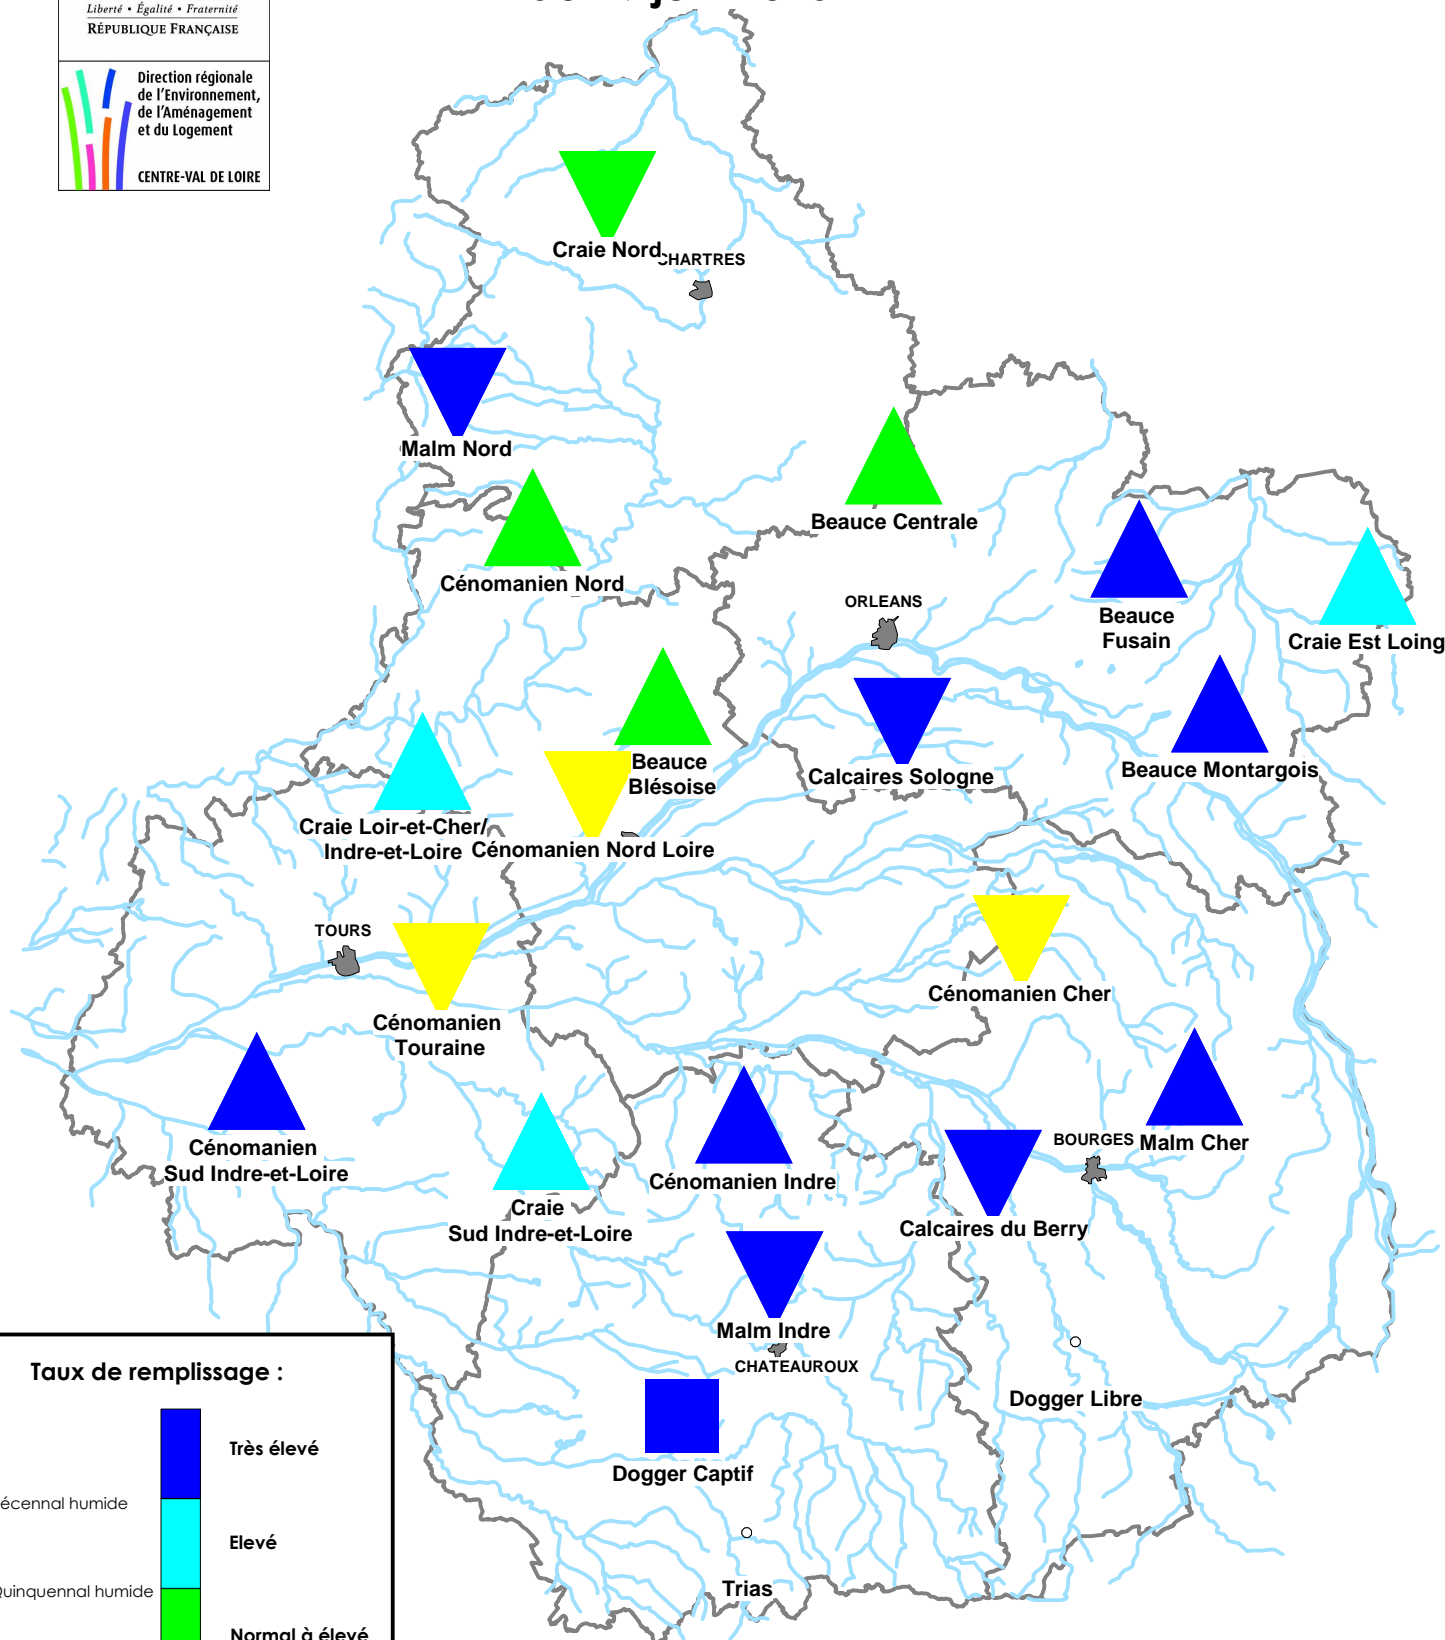 Liberté • Égalité • Fraternité
RÉPUBLIQUE FRANÇAISE
Direction régionale
de l'Environnement,
de l'Aménagement
et du Logement
CENTRE-VAL DE LOIRE
Craie Nord
CHARTRES
Malm Nord
Beauce Centrale
Cénomanien Nord
ORLEANS
Beauce
Fusain
Craie Est Loing
Beauce
Blésoise
Calcaires Sologne
Beauce Montargois
Craie Loir-et-Cher/
Indre-et-Loire
Cénomanien Nord Loire
TOURS
Cénomanien Cher
Cénomanien
Touraine
Cénomanien
Sud Indre-et-Loire
BOURGES
Malm Cher
Cénomanien Indre
Craie
Sud Indre-et-Loire
Calcaires du Berry
Malm Indre
CHATEAUROUX
Dogger Libre
Dogger Captif
Trias
Taux de remplissage :
Très élevé
écennal humide
Elevé
Quinquennal humide
Normal à élevé